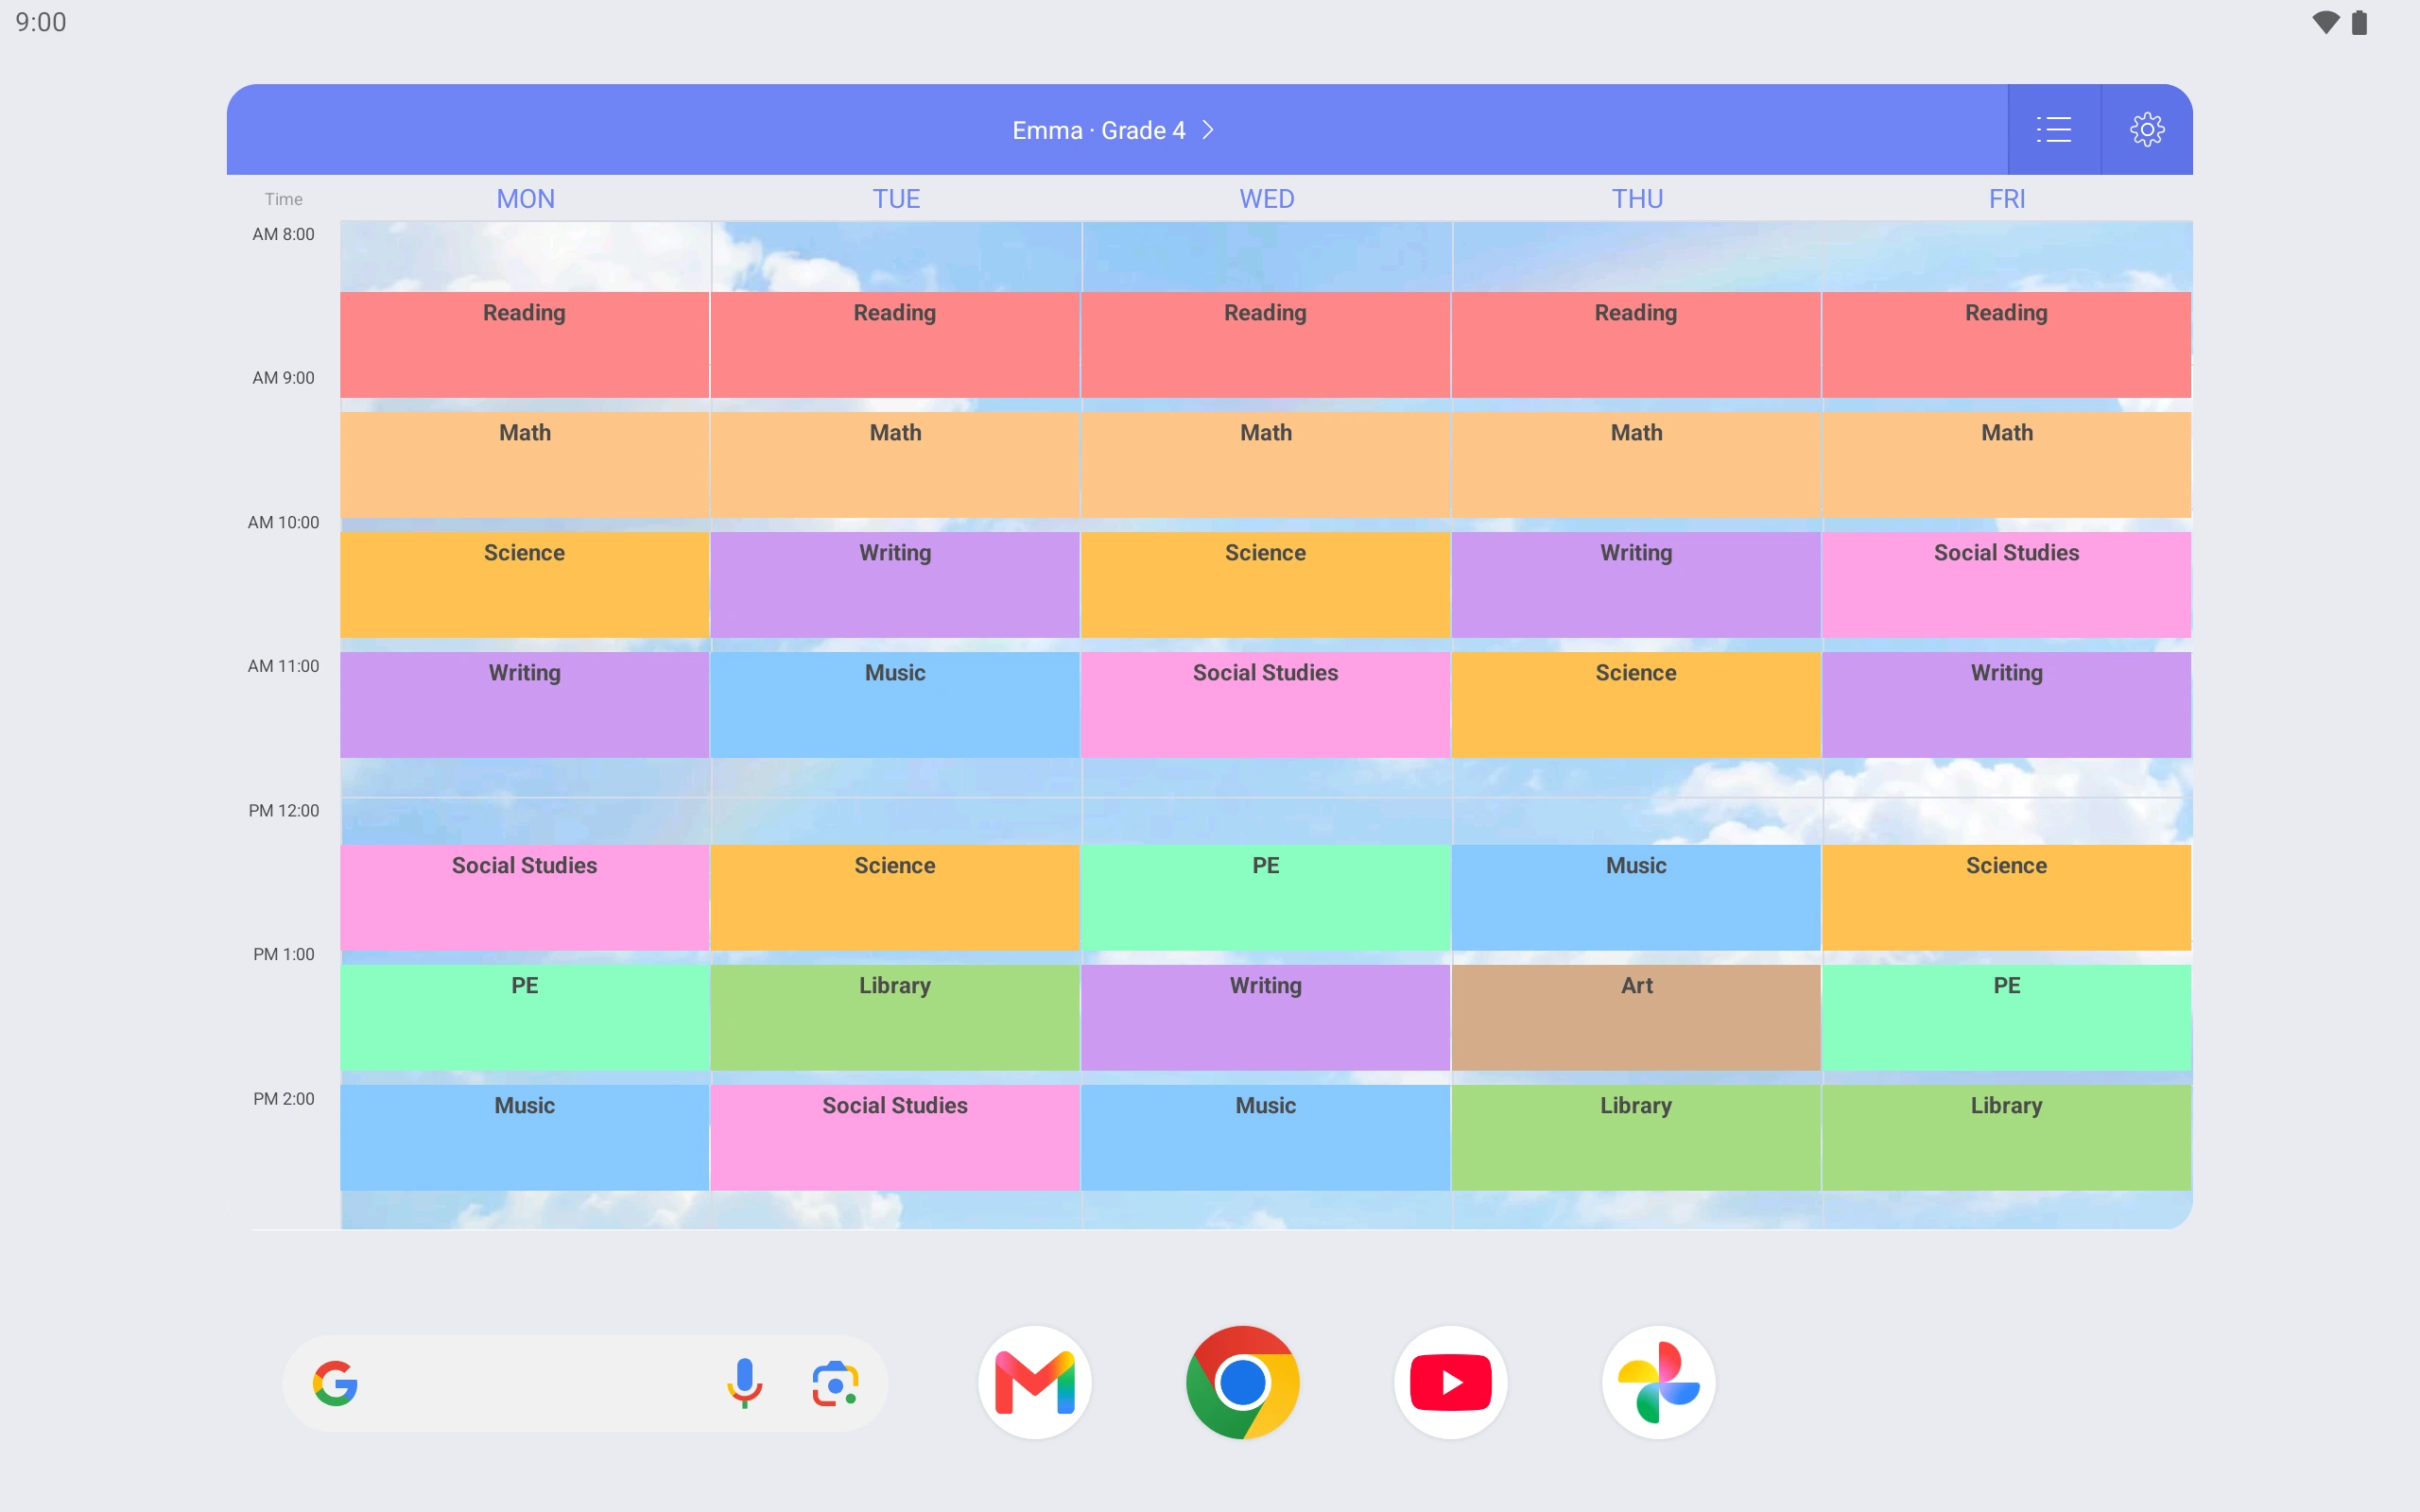 9:00
Emma · Grade 4
Time MON TUE WED THU FRI
AM 8:00
Reading Reading Reading Reading Reading
AM 9:00
Math Math Math Math Math
AM 10:00
Science Writing Science Writing Social Studies
AM 11:00
Writing Music Social Studies Science Writing
PM 12:00
Social Studies Science PE Music Science
PM 1:00
PE Library Writing Art PE
PM 2:00
Music Social Studies Music Library Library